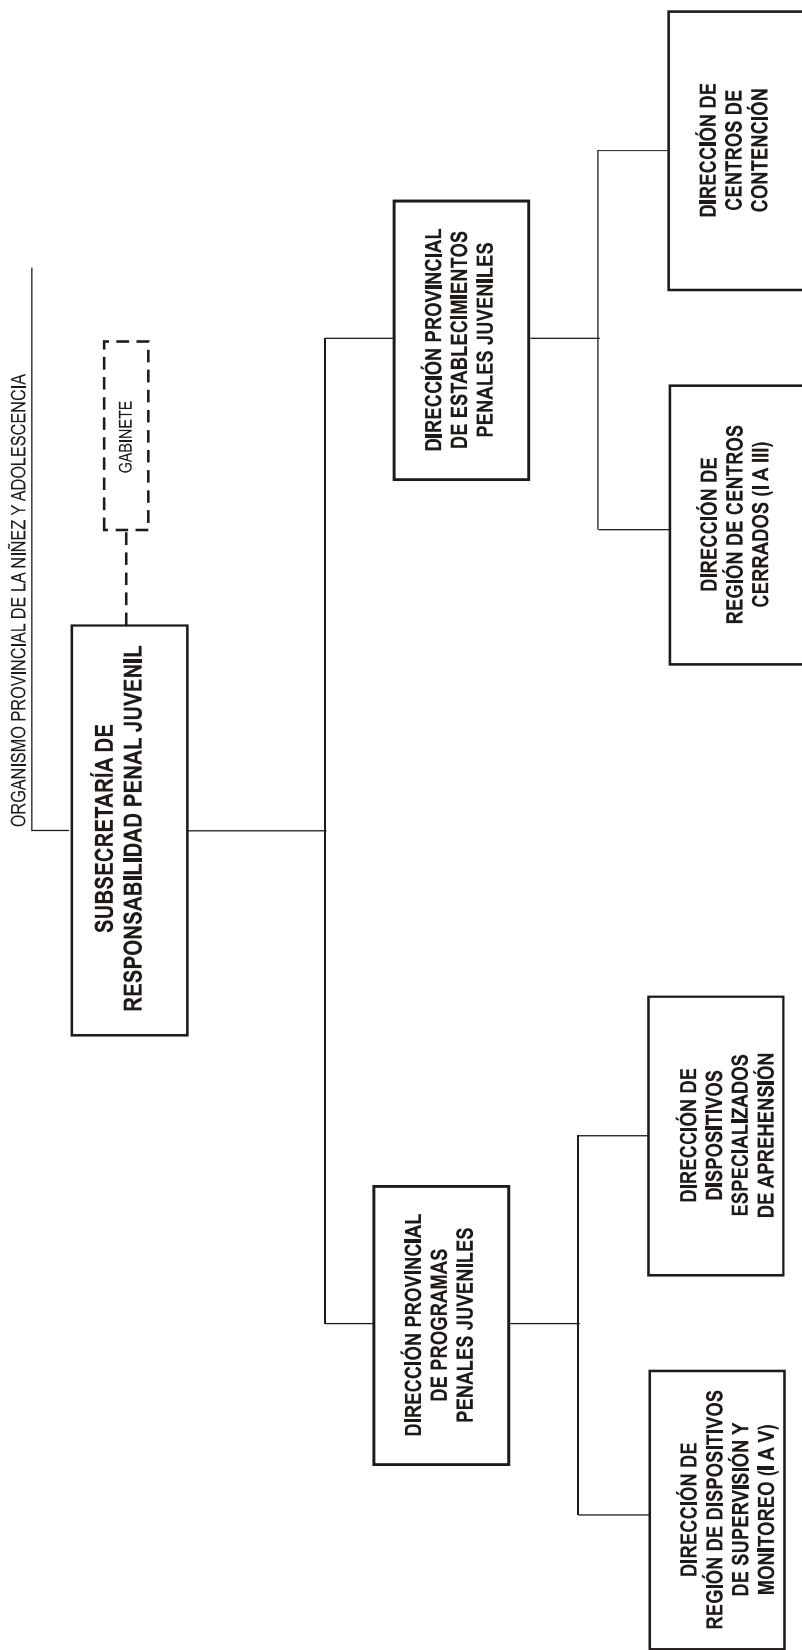 ORGANISMO PROVINCIAL DE LA NIÑEZ Y ADOLESCENCIA
SUBSECRETARÍA DE
RESPONSABILIDAD PENAL JUVENIL
GABINETE
DIRECCIÓN PROVINCIAL
DE PROGRAMAS
PENALES JUVENILES
DIRECCIÓN PROVINCIAL
DE ESTABLECIMIENTOS
PENALES JUVENILES
DIRECCIÓN DE
REGIÓN DE DISPOSITIVOS
DE SUPERVISIÓN Y
MONITOREO (I A V)
DIRECCIÓN DE
DISPOSITIVOS
ESPECIALIZADOS
DE APREHENSIÓN
DIRECCIÓN DE
REGIÓN DE CENTROS
CERRADOS (I A III)
DIRECCIÓN DE
CENTROS DE
CONTENCIÓN